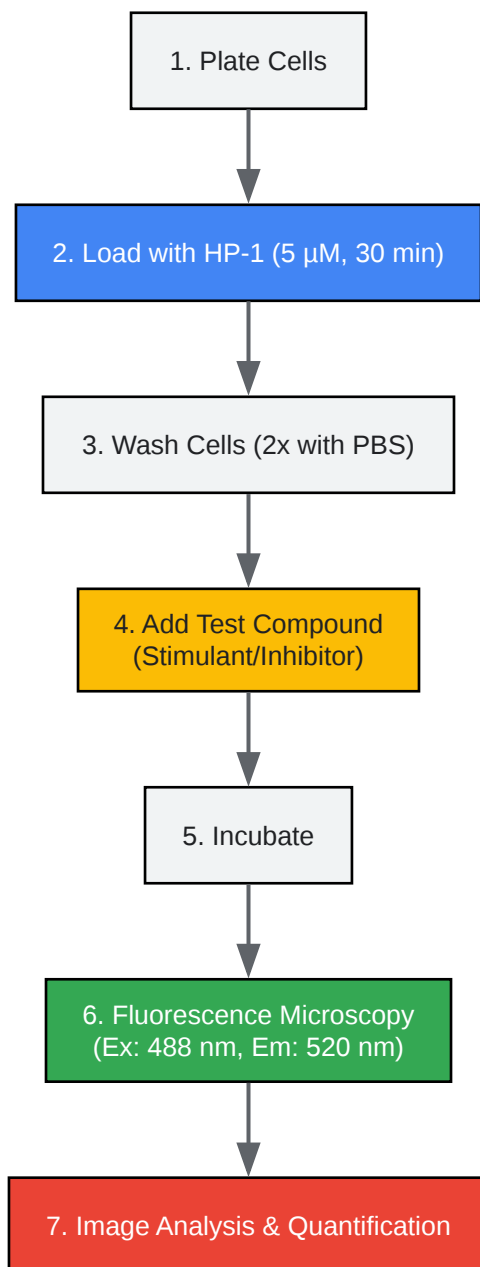 1. Plate Cells
2. Load with HP-1 (5 µM, 30 min)
3. Wash Cells (2x with PBS)
4. Add Test Compound
(Stimulant/Inhibitor)
5. Incubate
6. Fluorescence Microscopy
(Ex: 488 nm, Em: 520 nm)
7. Image Analysis & Quantification